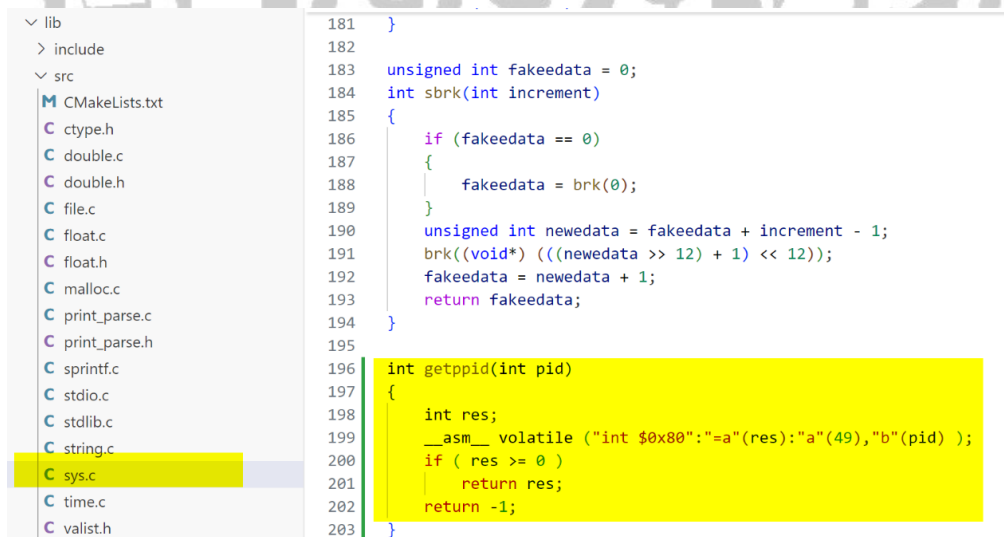 lib
include
src
CMakeLists.txt
ctype.h
double.c
double.h
file.c
float.c
float.h
malloc.c
print_parse.c
print_parse.h
sprintf.c
stdio.c
stdlib.c
string.c
sys.c
time.c
valist.h
181 }
182
183 unsigned int fakeedata = 0;
184 int sbrk(int increment)
185 {
186     if (fakeedata == 0)
187     {
188         fakeedata = brk(0);
189     }
190     unsigned int newedata = fakeedata + increment - 1;
191     brk((void*) (((newedata >> 12) + 1) << 12));
192     fakeedata = newedata + 1;
193     return fakeedata;
194 }
195
196 int getppid(int pid)
197 {
198     int res;
199     __asm__ volatile ("int $0x80":"=a"(res):"a"(49),"b"(pid) );
200     if ( res >= 0 )
201         return res;
202     return -1;
203 }